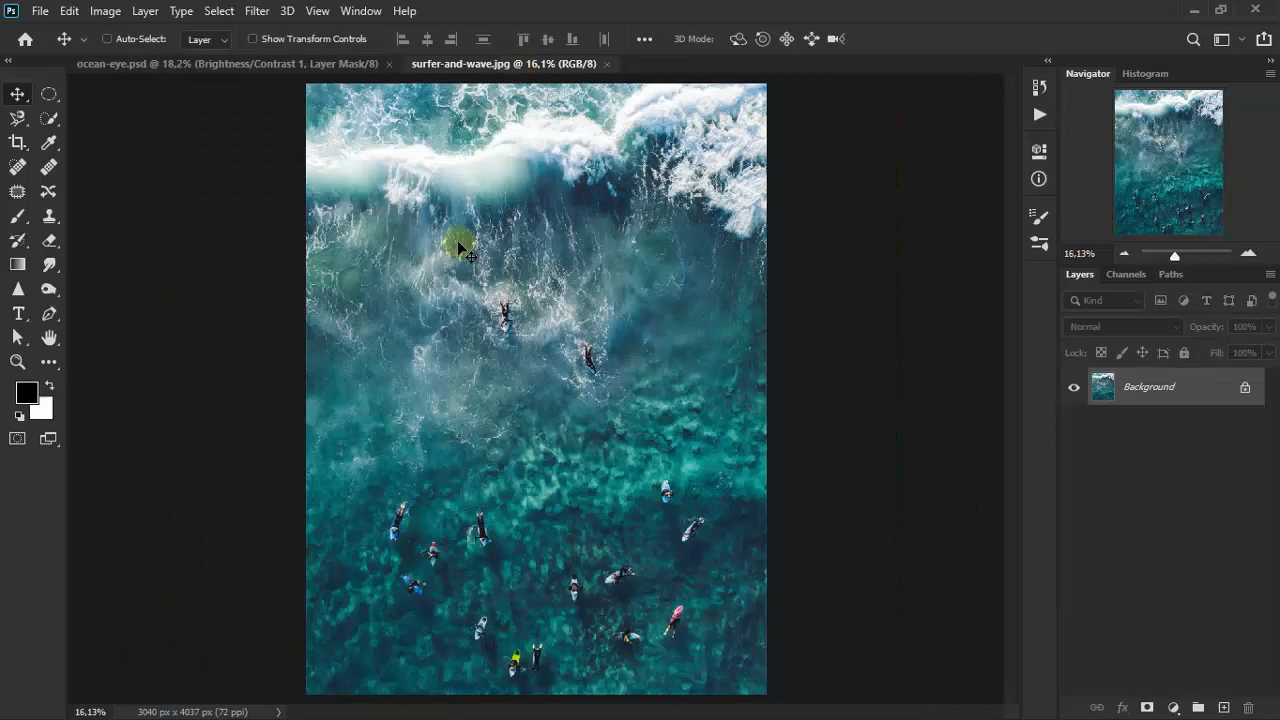 Ps File Edit Image Layer Type Select Filter 3D View Window Help
Auto-Select: Layer Show Transform Controls 3D Mode:
ocean-eye.psd @ 18,2% (Brightness/Contrast 1, Layer Mask/8) × surfer-and-wave.jpg @ 16,1% (RGB/8) ×
Navigator Histogram
16,13%
Layers Channels Paths
Kind
Normal Opacity: 100%
Lock: Fill: 100%
Background
16,13% 3040 px x 4037 px (72 ppi)